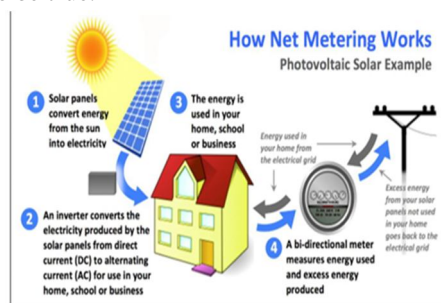 How Net Metering Works
Photovoltaic Solar Example
1 Solar panels
convert energy
from the sun
into electricity
2 An inverter converts the
electricity produced by the
solar panels from direct
current (DC) to alternating
current (AC) for use in your
home, school or business
3 The energy is
used in your
home, school
or business
Energy used in
your home from
the electrical grid
4 A bi-directional meter
measures energy used
and excess energy
produced
Excess energy
from your solar
panels not used
in your home
goes back to the
electrical grid